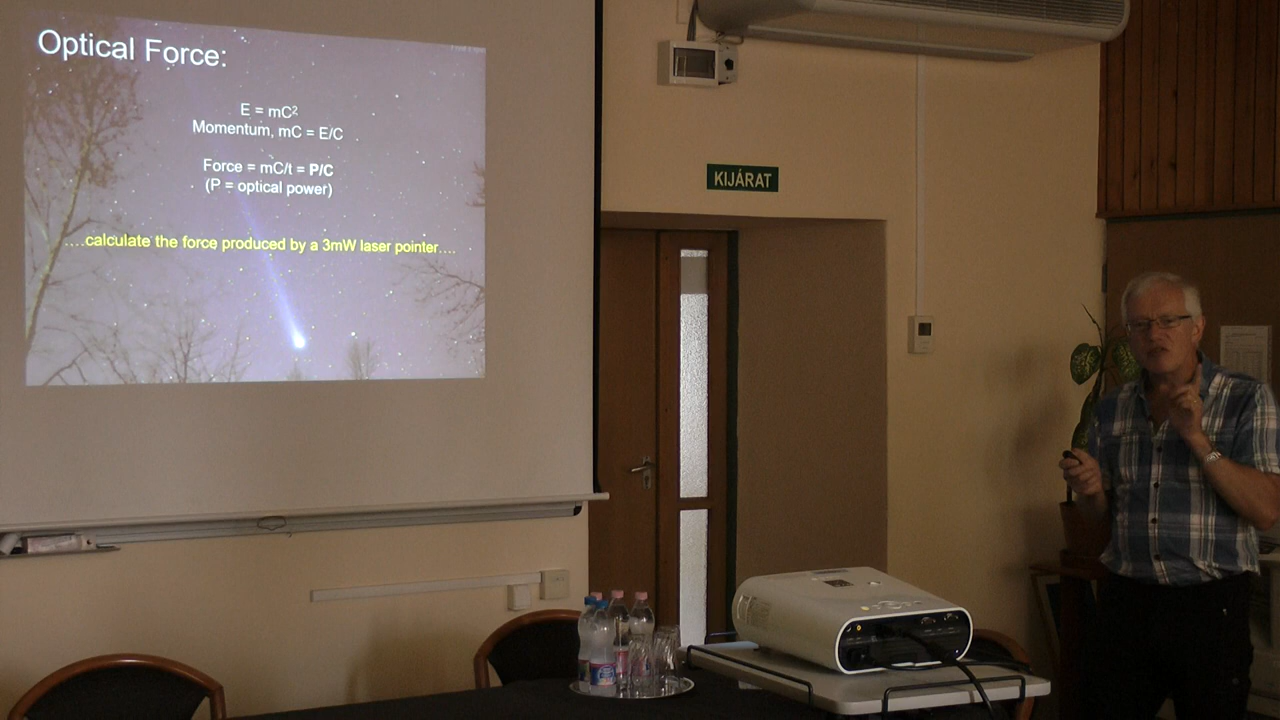 Optical Force:
E = mC²
Momentum, mC = E/C
Force = mC/t = P/C
(P = optical power)
....calculate the force produced by a 3mW laser pointer....
KIJÁRAT